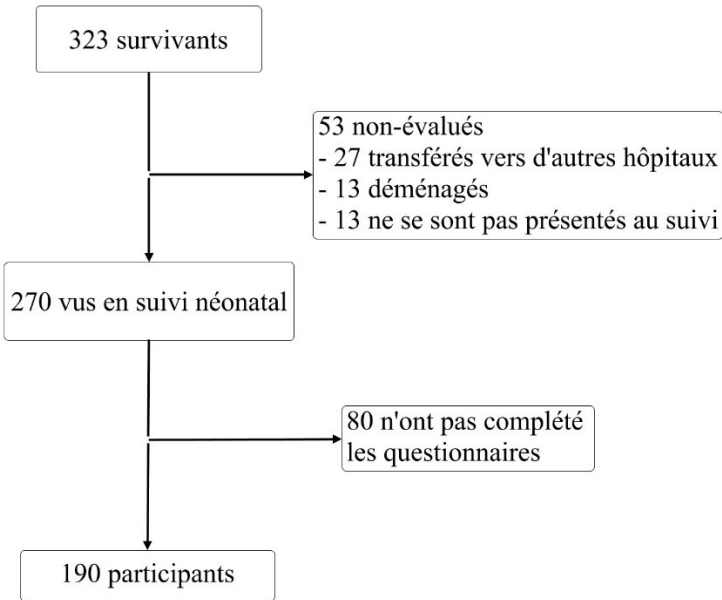 323 survivants
53 non-évalués
- 27 transférés vers d'autres hôpitaux
- 13 déménagés
- 13 ne se sont pas présentés au suivi
270 vus en suivi néonatal
80 n'ont pas complété
les questionnaires
190 participants